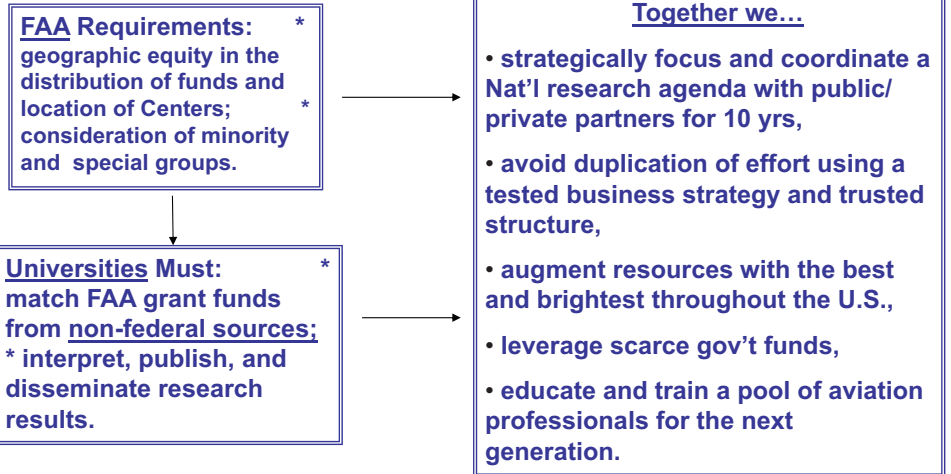 FAA Requirements: *
geographic equity in the
distribution of funds and
location of Centers; *
consideration of minority
and special groups.
Universities Must: *
match FAA grant funds
from non-federal sources;
* interpret, publish, and
disseminate research
results.
Together we…
• strategically focus and coordinate a
Nat’l research agenda with public/
private partners for 10 yrs,
• avoid duplication of effort using a
tested business strategy and trusted
structure,
• augment resources with the best
and brightest throughout the U.S.,
• leverage scarce gov’t funds,
• educate and train a pool of aviation
professionals for the next
generation.